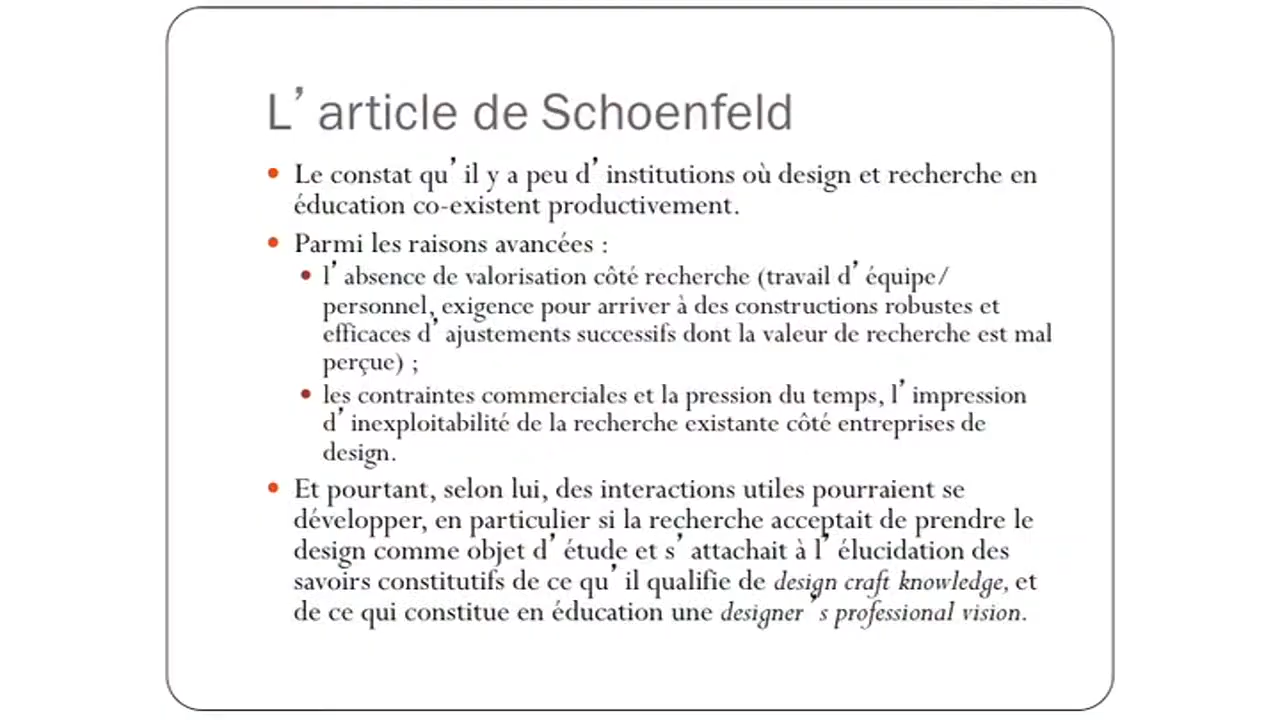 L’article de Schoenfeld
• Le constat qu’il y a peu d’institutions où design et recherche en
éducation co-existent productivement.
• Parmi les raisons avancées :
• l’absence de valorisation côté recherche (travail d’équipe/
personnel, exigence pour arriver à des constructions robustes et
efficaces d’ajustements successifs dont la valeur de recherche est mal
perçue) ;
• les contraintes commerciales et la pression du temps, l’impression
d’inexploitabilité de la recherche existante côté entreprises de
design.
• Et pourtant, selon lui, des interactions utiles pourraient se
développer, en particulier si la recherche acceptait de prendre le
design comme objet d’étude et s’attachait à l’élucidation des
savoirs constitutifs de ce qu’il qualifie de design craft knowledge, et
de ce qui constitue en éducation une designer’s professional vision.